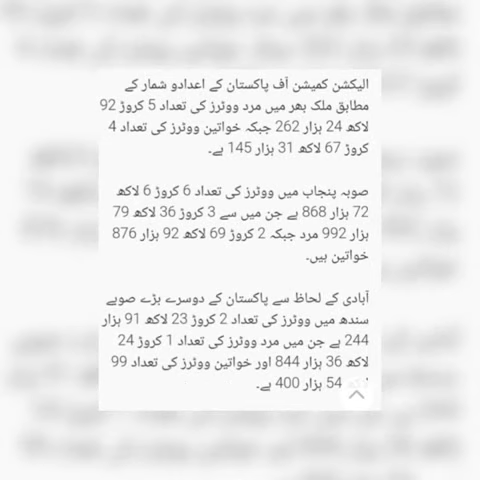 الیکشن کمیشن آف پاکستان کے اعدادو شمار کے
مطابق ملک بھر میں مرد ووٹرز کی تعداد 5 کروڑ 92
لاکھ 24 ہزار 262 جبکہ خواتین ووٹرز کی تعداد 4
کروڑ 67 لاکھ 31 ہزار 145 ہے۔
صوبہ پنجاب میں ووٹرز کی تعداد 6 کروڑ 6 لاکھ
72 ہزار 868 ہے جن میں سے 3 کروڑ 36 لاکھ 79
ہزار 992 مرد جبکہ 2 کروڑ 69 لاکھ 92 ہزار 876
خواتین ہیں۔
آبادی کے لحاظ سے پاکستان کے دوسرے بڑے صوبے
سندھ میں ووٹرز کی تعداد 2 کروڑ 23 لاکھ 91 ہزار
244 ہے جن میں مرد ووٹرز کی تعداد 1 کروڑ 24
لاکھ 36 ہزار 844 اور خواتین ووٹرز کی تعداد 99
54 ہزار 400 ہے۔